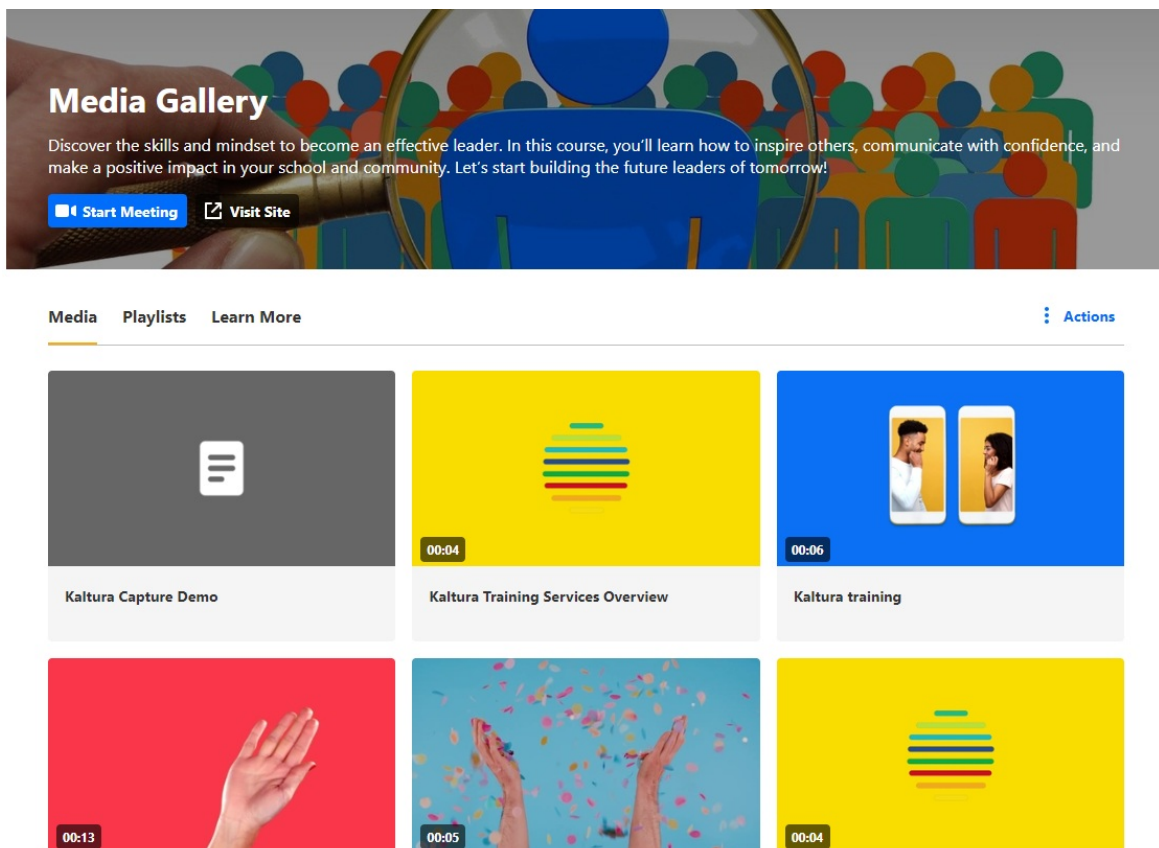 Media Gallery
Discover the skills and mindset to become an effective leader. In this course, you'll learn how to inspire others, communicate with confidence, and
make a positive impact in your school and community. Let's start building the future leaders of tomorrow!
Start Meeting Visit Site
Media Playlists Learn More Actions
00:04 00:06
Kaltura Capture Demo Kaltura Training Services Overview Kaltura training
00:13 00:05 00:04